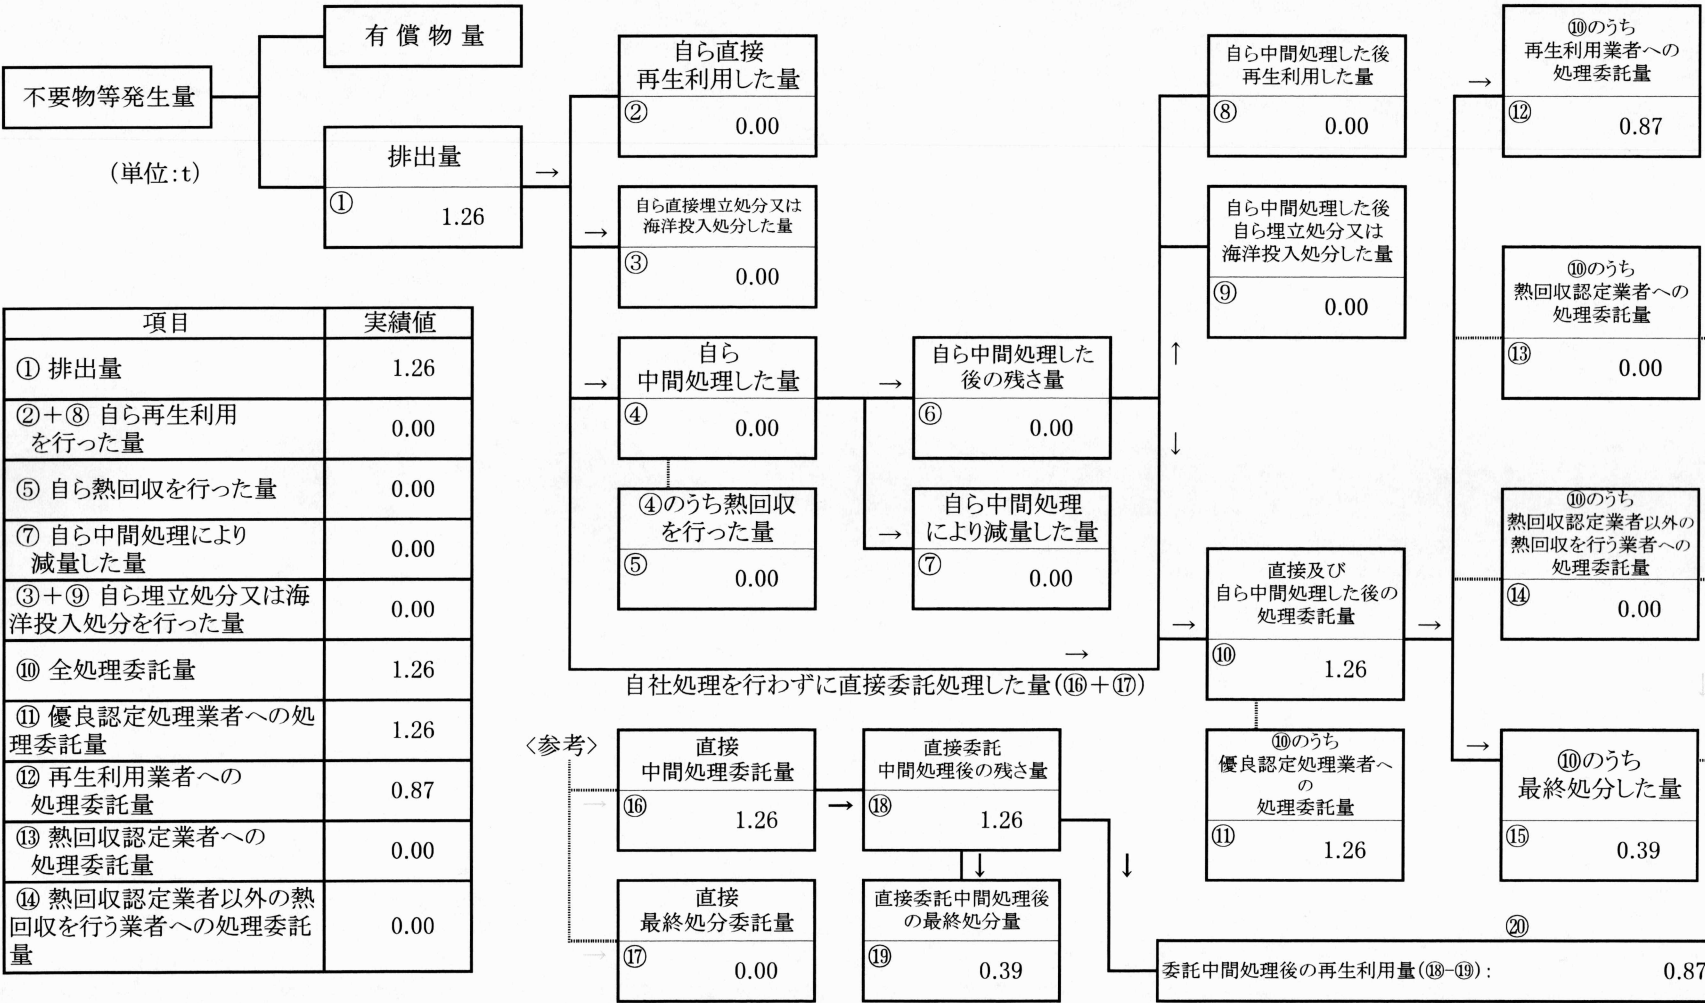 不要物等発生量
(単位:t)
有償物量
排出量
① 1.26
自ら直接
再生利用した量
② 0.00
自ら直接埋立処分又は
海洋投入処分した量
③ 0.00
自ら
中間処理した量
④ 0.00
④のうち熱回収
を行った量
⑤ 0.00
自ら中間処理した
後の残さ量
⑥ 0.00
自ら中間処理
により減量した量
⑦ 0.00
自ら中間処理した後
再生利用した量
⑧ 0.00
自ら中間処理した後
自ら埋立処分又は
海洋投入処分した量
⑨ 0.00
直接及び
自ら中間処理した後の
処理委託量
⑩ 1.26
⑩のうち
優良認定処理業者へ
の
処理委託量
⑪ 1.26
⑩のうち
再生利用業者への
処理委託量
⑫ 0.87
⑩のうち
熱回収認定業者への
処理委託量
⑬ 0.00
⑩のうち
熱回収認定業者以外の
熱回収を行う業者への
処理委託量
⑭ 0.00
⑩のうち
最終処分した量
⑮ 0.39
自社処理を行わずに直接委託処理した量(⑯+⑰)
〈参考〉
直接
中間処理委託量
⑯ 1.26
直接
最終処分委託量
⑰ 0.00
直接委託
中間処理後の残さ量
⑱ 1.26
直接委託中間処理後
の最終処分量
⑲ 0.39
⑳
委託中間処理後の再生利用量(⑱-⑲): 0.87
項目 実績値
① 排出量 1.26
②+⑧ 自ら再生利用
を行った量 0.00
⑤ 自ら熱回収を行った量 0.00
⑦ 自ら中間処理により
減量した量 0.00
③+⑨ 自ら埋立処分又は海
洋投入処分を行った量 0.00
⑩ 全処理委託量 1.26
⑪ 優良認定処理業者への処
理委託量 1.26
⑫ 再生利用業者への
処理委託量 0.87
⑬ 熱回収認定業者への
処理委託量 0.00
⑭ 熱回収認定業者以外の熱
回収を行う業者への処理委託
量 0.00